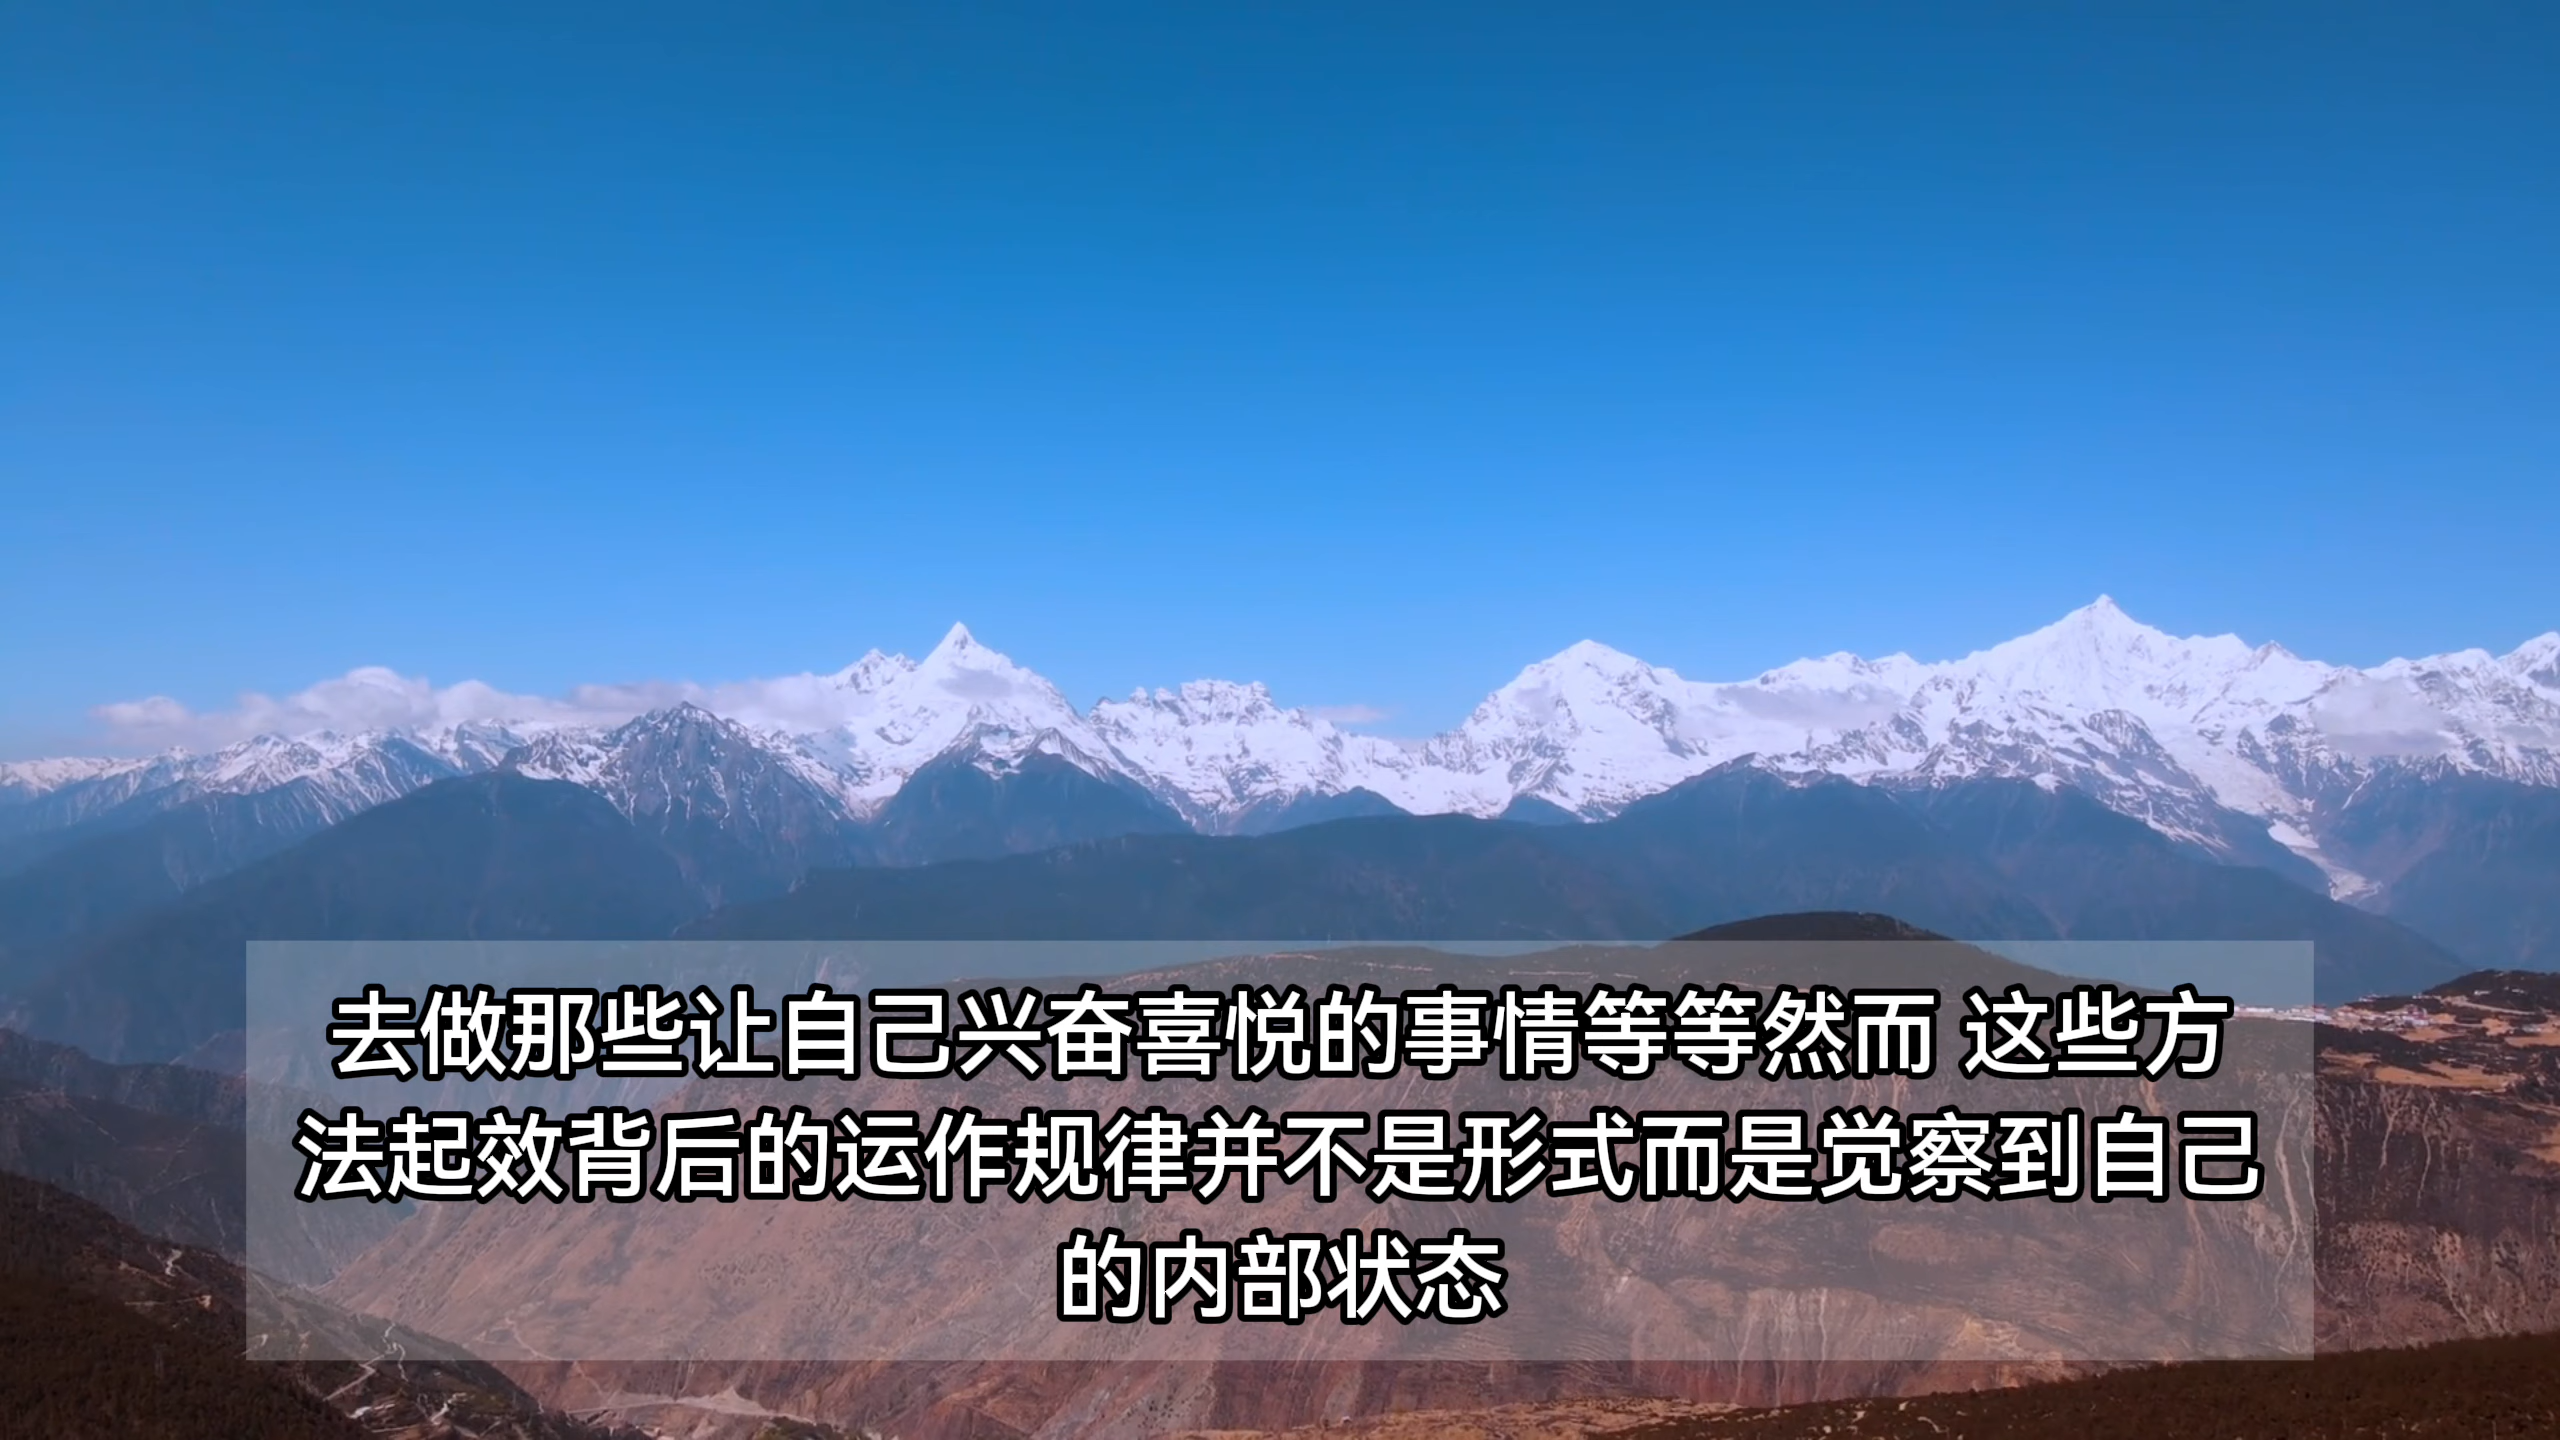 去做那些让自己兴奋喜悦的事情等等然而 这些方
法起效背后的运作规律并不是形式而是觉察到自己
的内部状态